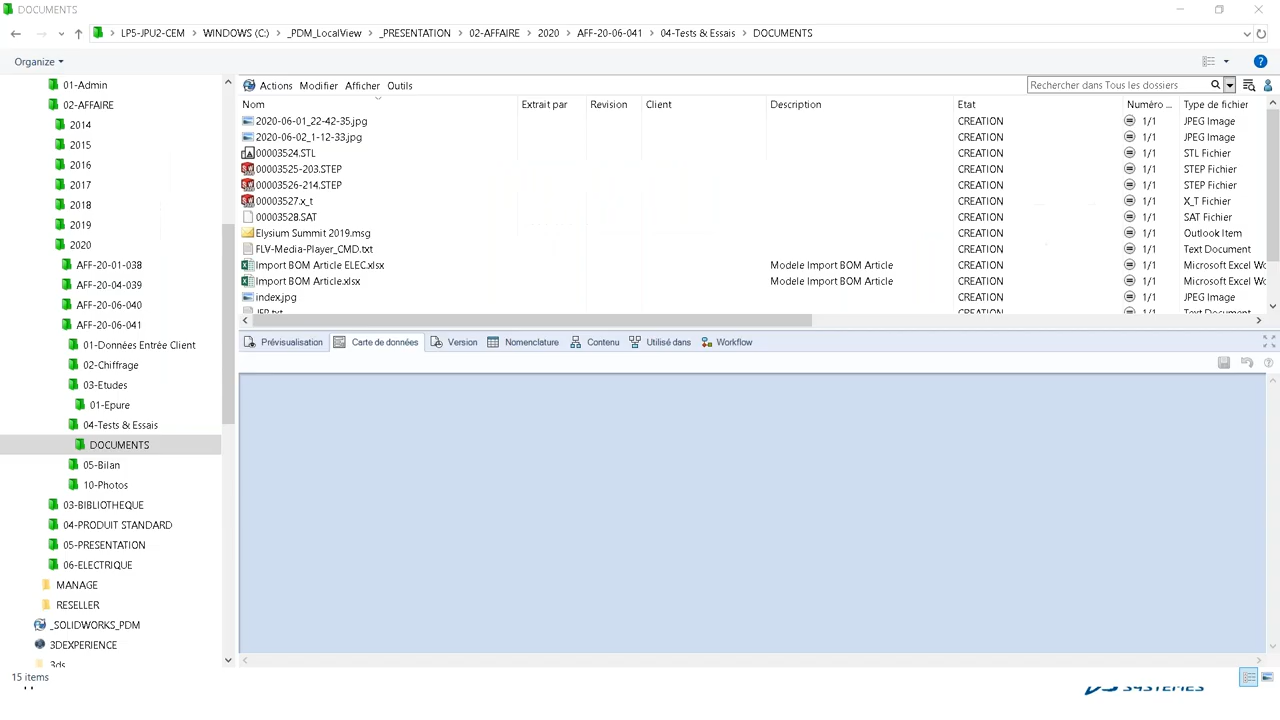 DOCUMENTS
LP5-JPU2-CEM WINDOWS (C:) _PDM_LocalView _PRESENTATION 02-AFFAIRE 2020 AFF-20-06-041 04-Tests & Essais DOCUMENTS
Organize
01-Admin
02-AFFAIRE
2014
2015
2016
2017
2018
2019
2020
AFF-20-01-038
AFF-20-04-039
AFF-20-06-040
AFF-20-06-041
01-Données Entrée Client
02-Chiffrage
03-Etudes
01-Epure
04-Tests & Essais
DOCUMENTS
05-Bilan
10-Photos
03-BIBLIOTHEQUE
04-PRODUIT STANDARD
05-PRESENTATION
06-ELECTRIQUE
MANAGE
RESELLER
_SOLIDWORKS_PDM
3DEXPERIENCE
3ds
Actions Modifier Afficher Outils Rechercher dans Tous les dossiers
Nom Extrait par Revision Client Description Etat Numéro ... Type de fichier
2020-06-01_22-42-35.jpg CREATION 1/1 JPEG Image
2020-06-02_1-12-33.jpg CREATION 1/1 JPEG Image
00003524.STL CREATION 1/1 STL Fichier
00003525-203.STEP CREATION 1/1 STEP Fichier
00003526-214.STEP CREATION 1/1 STEP Fichier
00003527.x_t CREATION 1/1 X_T Fichier
00003528.SAT CREATION 1/1 SAT Fichier
Elysium Summit 2019.msg CREATION 1/1 Outlook Item
FLV-Media-Player_CMD.txt CREATION 1/1 Text Document
Import BOM Article ELEC.xlsx Modele Import BOM Article CREATION 1/1 Microsoft Excel Wo
Import BOM Article.xlsx Modele Import BOM Article CREATION 1/1 Microsoft Excel Wo
index.jpg CREATION 1/1 JPEG Image
CREATION 1/1 Text Document
Prévisualisation Carte de données Version Nomenclature Contenu Utilisé dans Workflow
15 items